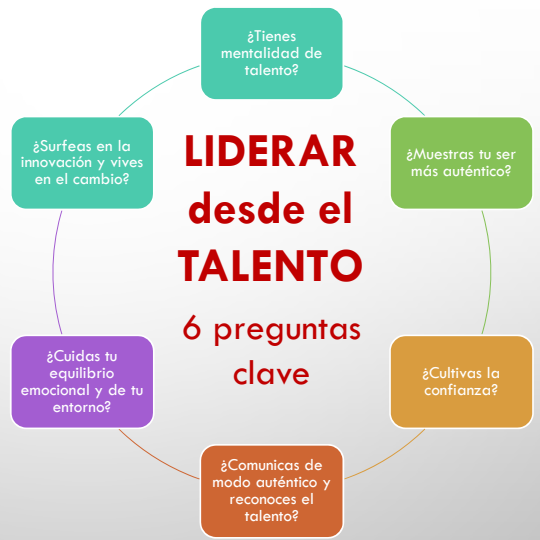 ¿Tienes
mentalidad de
talento?
¿Muestras tu ser
más auténtico?
¿Cultivas la
confianza?
¿Comunicas de
modo auténtico y
reconoces el
talento?
¿Cuidas tu
equilibrio
emocional y de tu
entorno?
¿Surfeas en la
innovación y vives
en el cambio?
LIDERAR
desde el
TALENTO
6 preguntas
clave